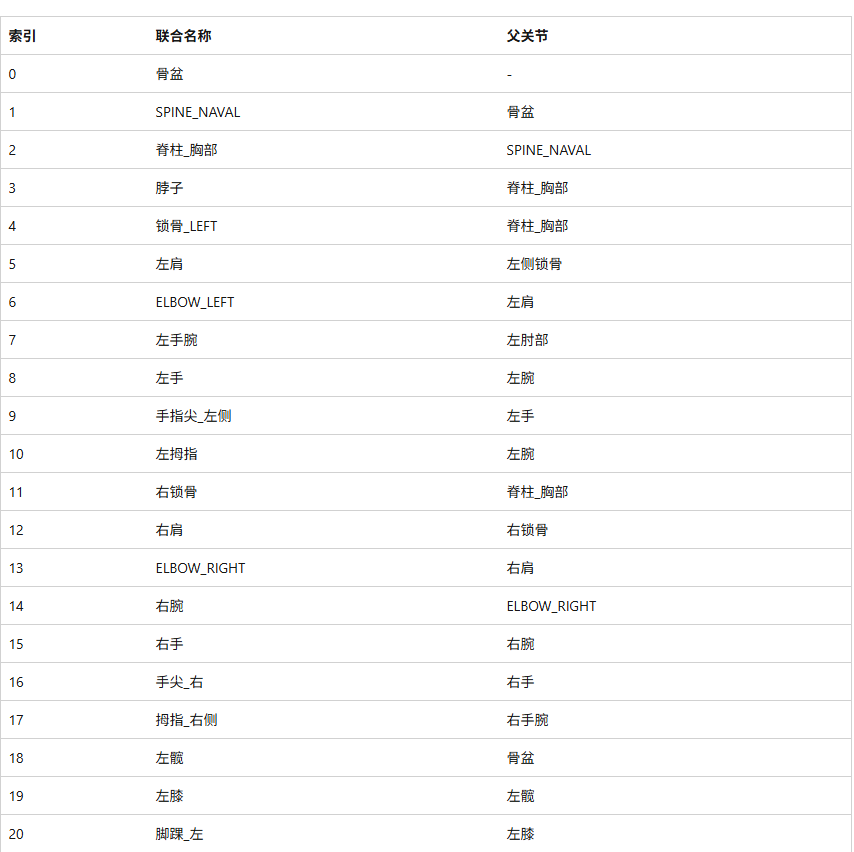 索引 联合名称 父关节
0 骨盆 -
1 SPINE_NAVAL 骨盆
2 脊柱_胸部 SPINE_NAVAL
3 脖子 脊柱_胸部
4 锁骨_LEFT 脊柱_胸部
5 左肩 左侧锁骨
6 ELBOW_LEFT 左肩
7 左手腕 左肘部
8 左手 左腕
9 手指尖_左侧 左手
10 左拇指 左腕
11 右锁骨 脊柱_胸部
12 右肩 右锁骨
13 ELBOW_RIGHT 右肩
14 右腕 ELBOW_RIGHT
15 右手 右腕
16 手尖_右 右手
17 拇指_右侧 右手腕
18 左髋 骨盆
19 左膝 左髋
20 脚踝_左 左膝